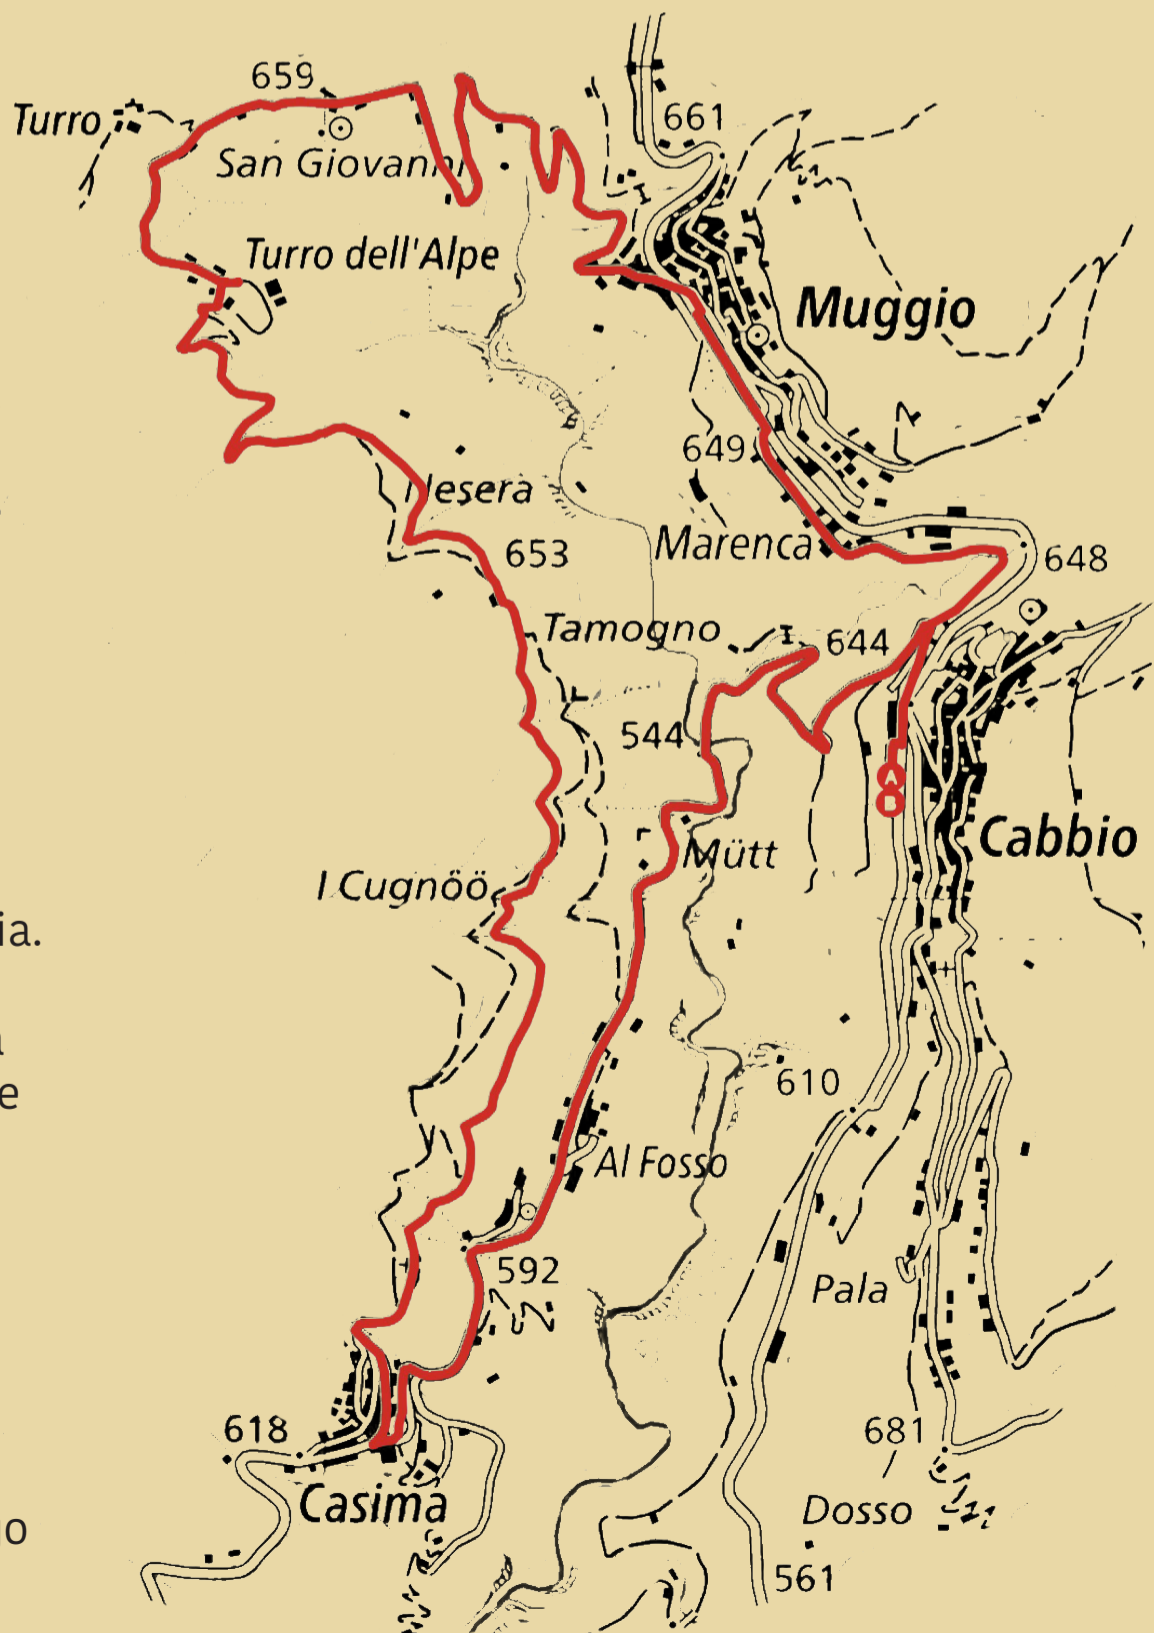 659
Turro
661
San Giovanni
Turro dell'Alpe
Muggio
649
Nesera
Marenca
653
648
Tamogno
644
544
A
B
Cabbio
Mütt
I Cugnöö
ia.
e
610
Al Fosso
592
Pala
618
681
Casima
Dosso
561